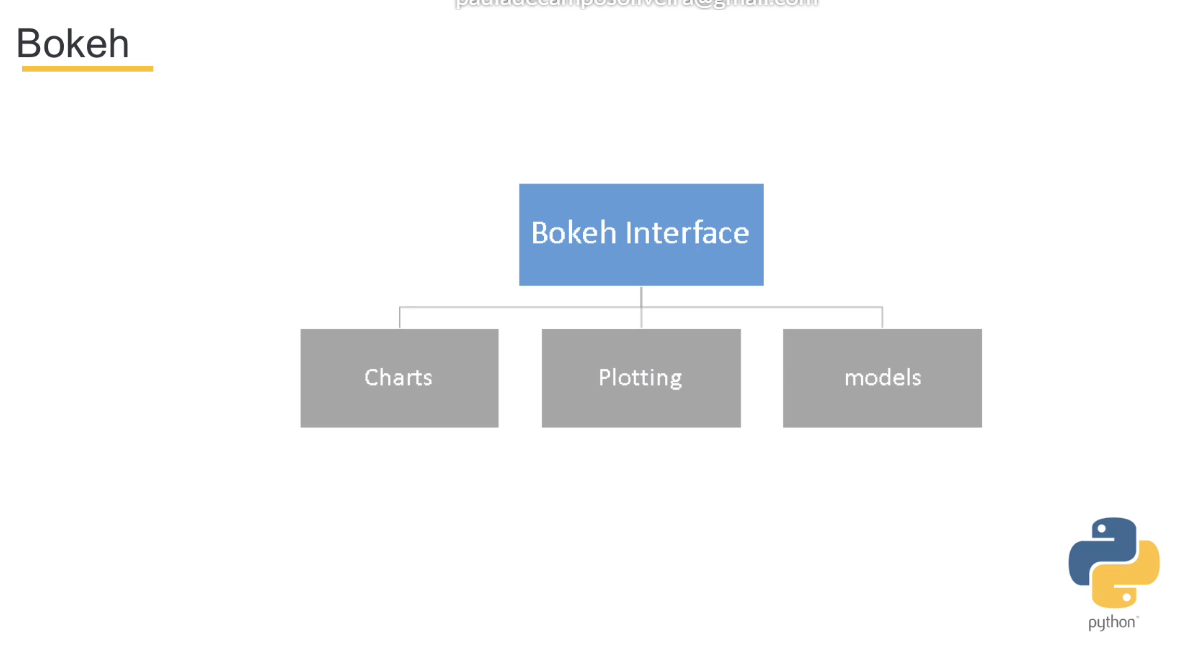 Bokeh
Bokeh Interface
Charts
Plotting
models
python